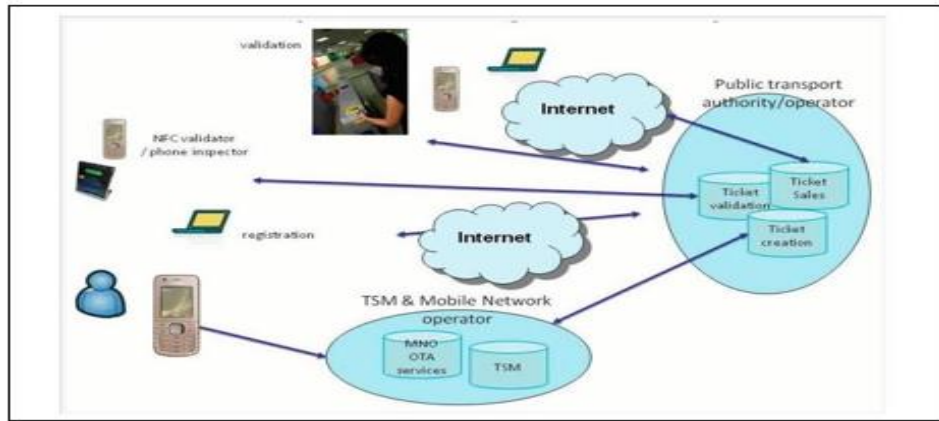 validation
Internet
Public transport
authority/operator
NFC validator
/ phone inspector
Ticket
validation
Ticket
Sales
Ticket
creation
registration
Internet
TSM & Mobile Network
operator
MNO
OTA
services
TSM